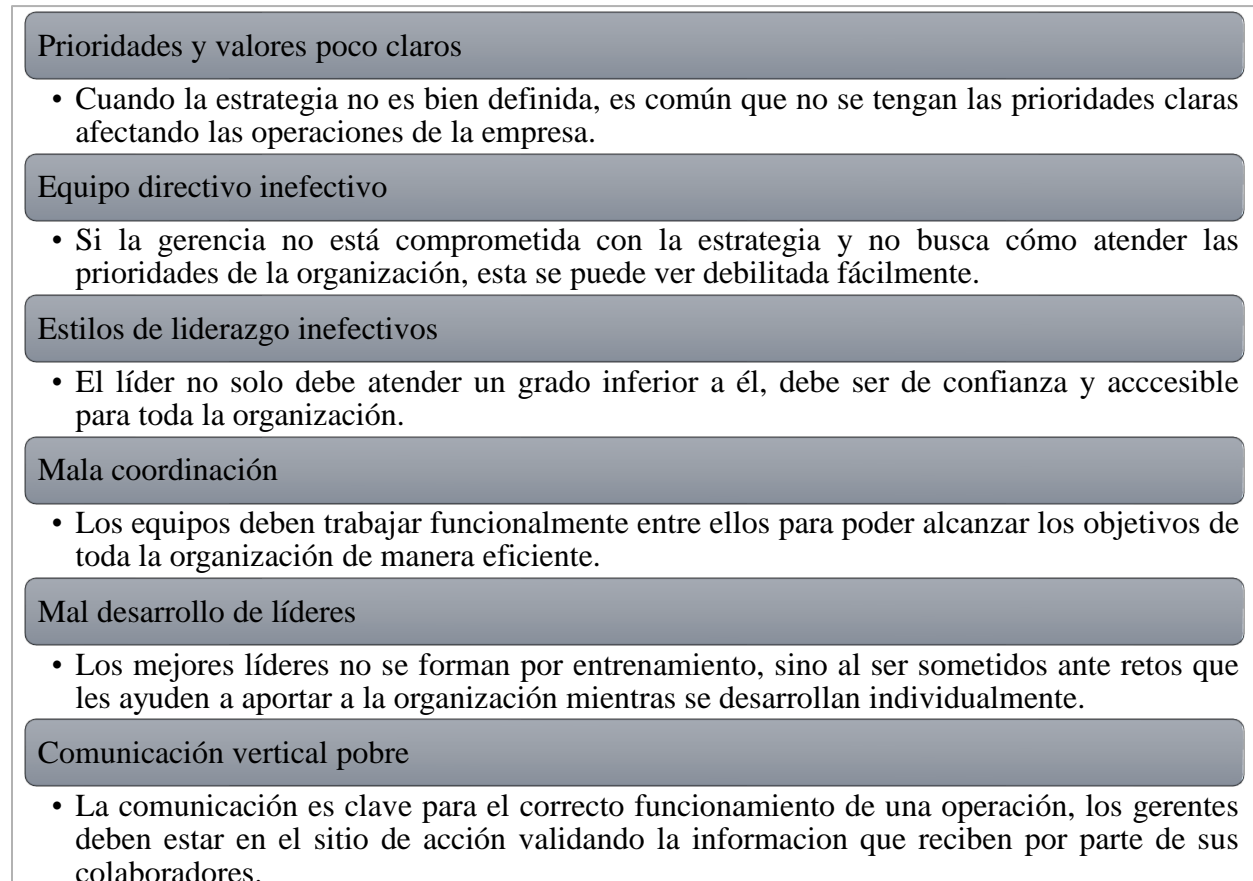 Prioridades y valores poco claros
• Cuando la estrategia no es bien definida, es común que no se tengan las prioridades claras
afectando las operaciones de la empresa.
Equipo directivo inefectivo
• Si la gerencia no está comprometida con la estrategia y no busca cómo atender las
prioridades de la organización, esta se puede ver debilitada fácilmente.
Estilos de liderazgo inefectivos
• El líder no solo debe atender un grado inferior a él, debe ser de confianza y acccesible
para toda la organización.
Mala coordinación
• Los equipos deben trabajar funcionalmente entre ellos para poder alcanzar los objetivos de
toda la organización de manera eficiente.
Mal desarrollo de líderes
• Los mejores líderes no se forman por entrenamiento, sino al ser sometidos ante retos que
les ayuden a aportar a la organización mientras se desarrollan individualmente.
Comunicación vertical pobre
• La comunicación es clave para el correcto funcionamiento de una operación, los gerentes
deben estar en el sitio de acción validando la informacion que reciben por parte de sus
colaboradores.